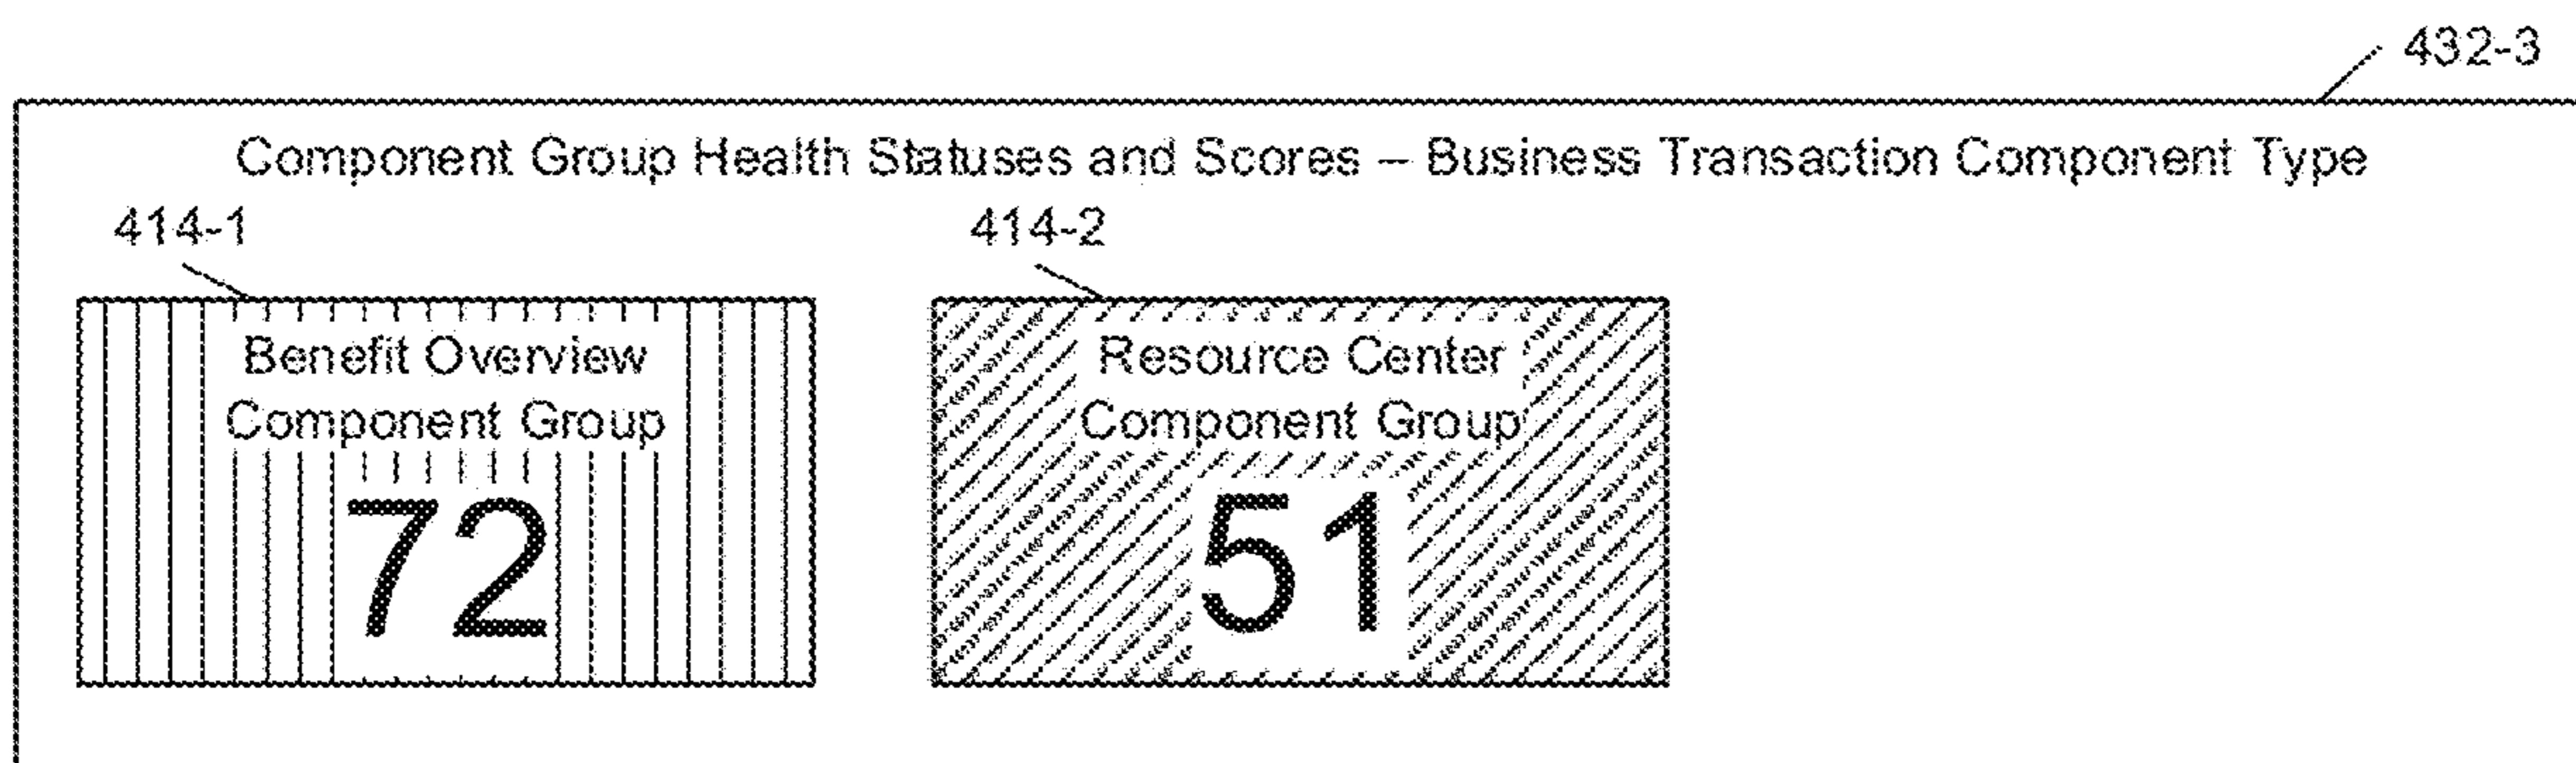 432-3
Component Group Health Statuses and Scores – Business Transaction Component Type
414-1
414-2
Benefit Overview
Component Group
72
Resource Center
Component Group
51